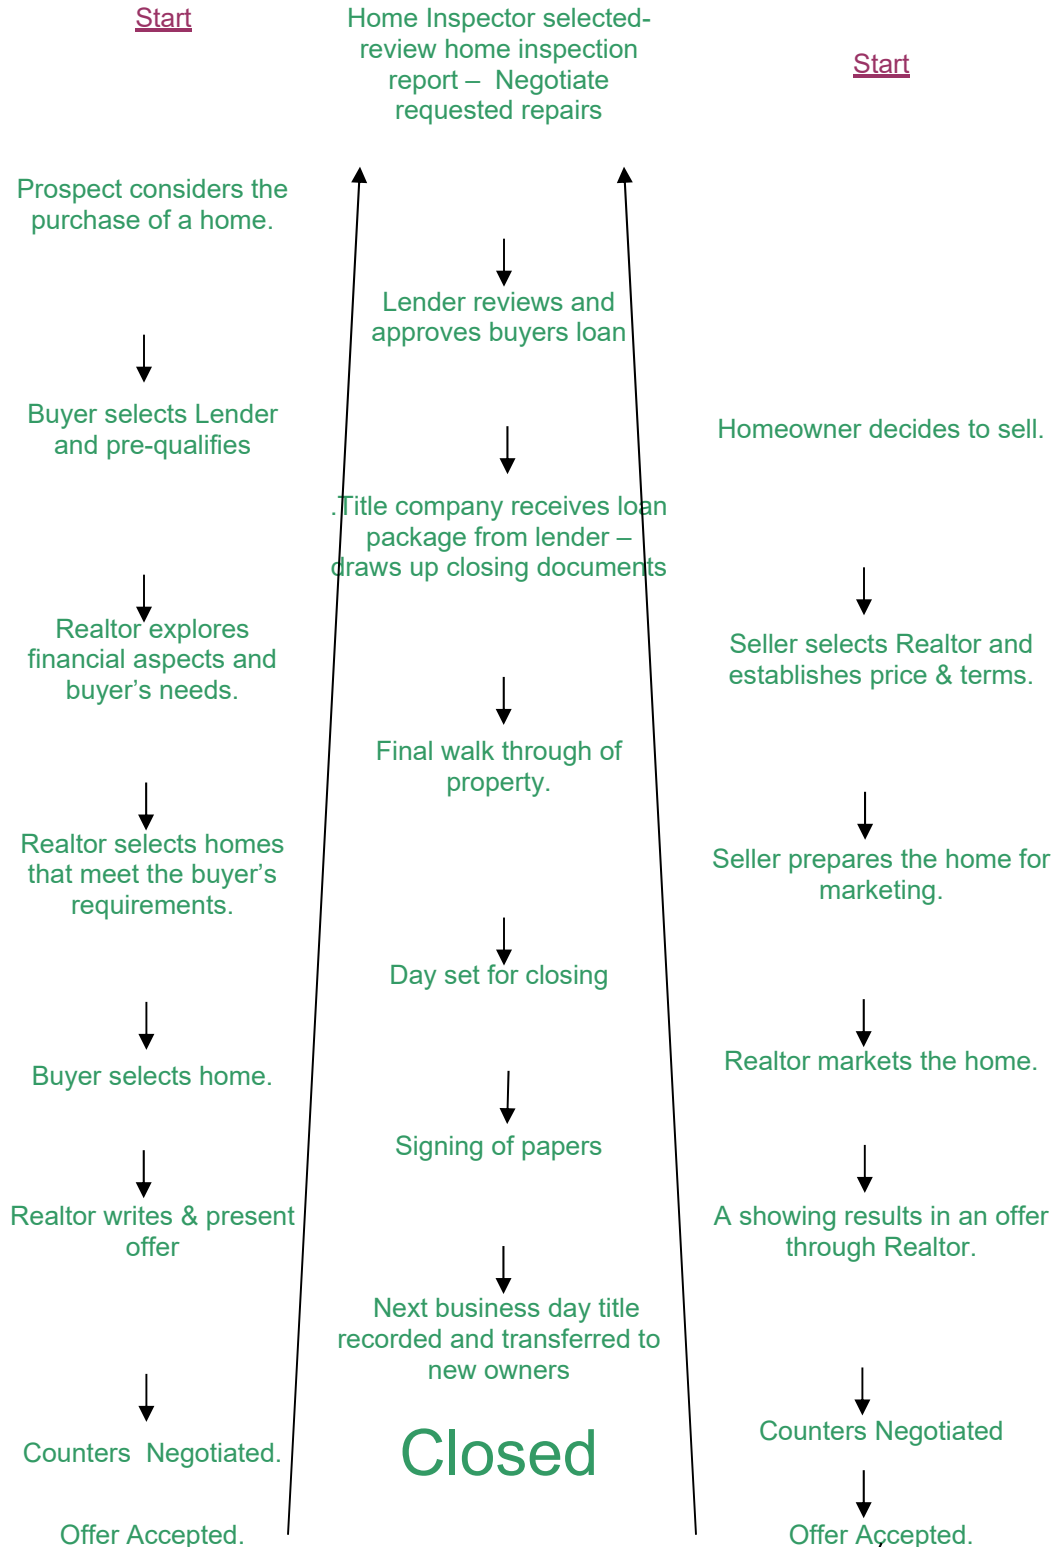 Start
Prospect considers the
purchase of a home.
Buyer selects Lender
and pre-qualifies
Realtor explores
financial aspects and
buyer’s needs.
Realtor selects homes
that meet the buyer’s
requirements.
Buyer selects home.
Realtor writes & present
offer
Counters  Negotiated.
Offer Accepted.
Home Inspector selected-
review home inspection
report –  Negotiate
requested repairs
Lender reviews and
approves buyers loan
.Title company receives loan
package from lender –
draws up closing documents
Final walk through of
property.
Day set for closing
Signing of papers
Next business day title
recorded and transferred to
new owners
Closed
Start
Homeowner decides to sell.
Seller selects Realtor and
establishes price & terms.
Seller prepares the home for
marketing.
Realtor markets the home.
A showing results in an offer
through Realtor.
Counters Negotiated
Offer Accepted.